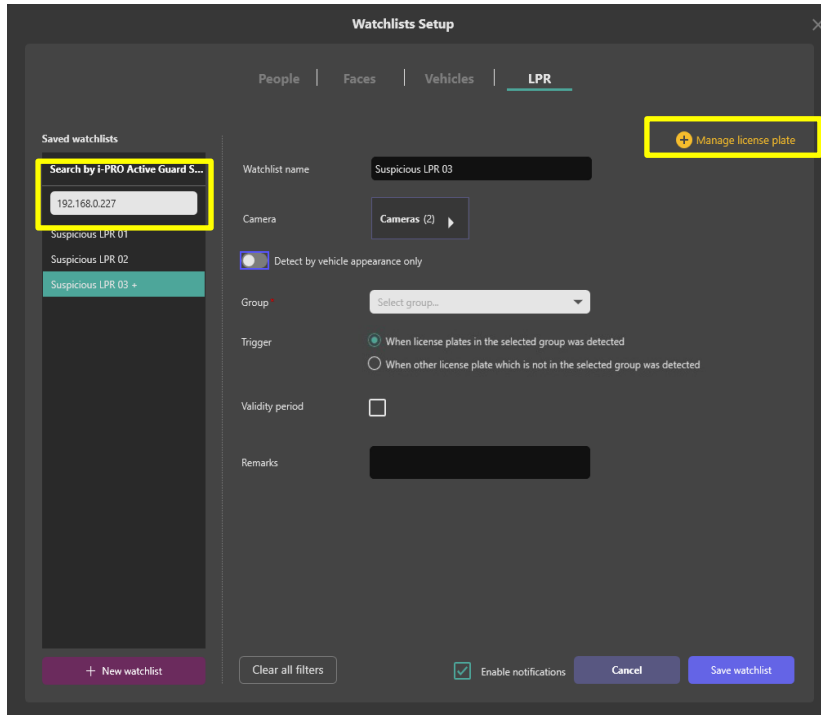 Watchlists Setup
People
Faces
Vehicles
LPR
Saved watchlists
Manage license plate
Search by i-PRO Active Guard S...
192.168.0.227
Suspicious LPR 01
Suspicious LPR 02
Suspicious LPR 03 +
Watchlist name
Suspicious LPR 03
Camera
Cameras (2)
Detect by vehicle appearance only
Group *
Select group...
Trigger
When license plates in the selected group was detected
When other license plate which is not in the selected group was detected
Validity period
Remarks
+ New watchlist
Clear all filters
Enable notifications
Cancel
Save watchlist